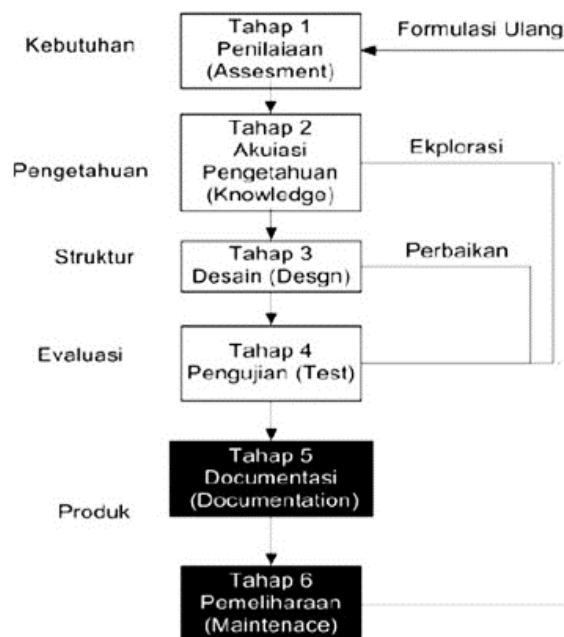 Kebutuhan
Tahap 1
Penilaiaan
(Assesment)
Formulasi Ulang
Pengetahuan
Tahap 2
Akuiasi
Pengetahuan
(Knowledge)
Ekplorasi
Struktur
Tahap 3
Desain (Desgn)
Perbaikan
Evaluasi
Tahap 4
Pengujian (Test)
Produk
Tahap 5
Documentasi
(Documentation)
Tahap 6
Pemeliharaan
(Maintenace)